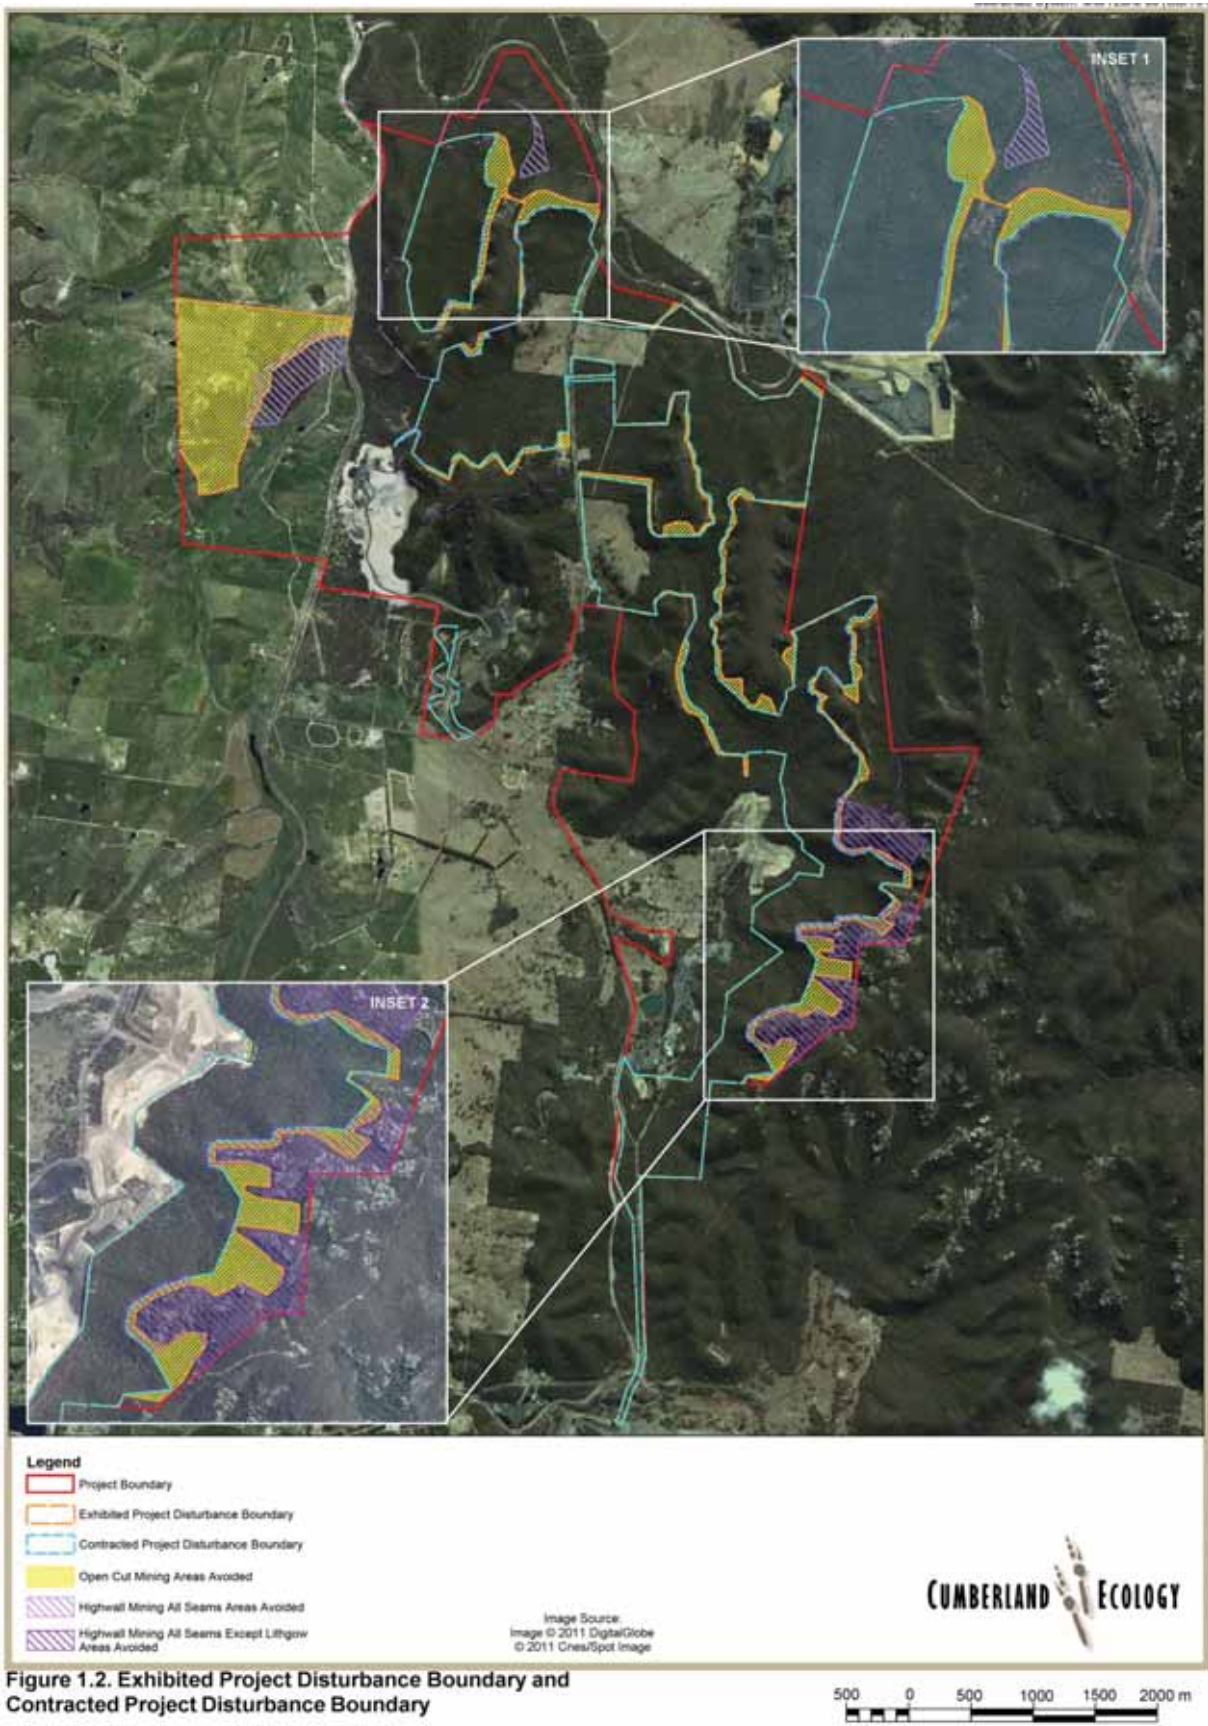 INSET 1
INSET 2
Legend
Project Boundary
Exhibited Project Disturbance Boundary
Contracted Project Disturbance Boundary
Open Cut Mining Areas Avoided
Highwall Mining All Seams Areas Avoided
Highwall Mining All Seams Except Lithgow
Areas Avoided
Image Source:
Image © 2011 DigitalGlobe
© 2011 Cnes/Spot Image
CUMBERLAND ECOLOGY
Figure 1.2. Exhibited Project Disturbance Boundary and
Contracted Project Disturbance Boundary
500 0 500 1000 1500 2000 m